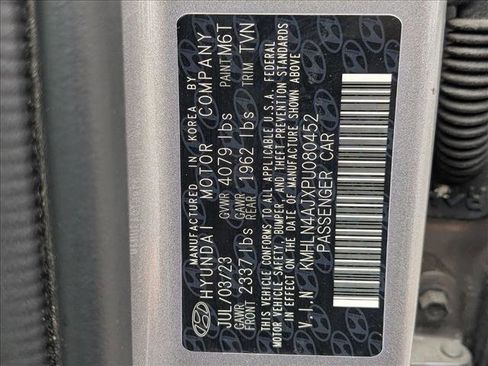 MANUFACTURED IN KOREA BY
HYUNDAI MOTOR COMPANY
JUL/03/23 GVWR 4079 lbs PAINT M6T
GAWR FRONT 2337 lbs GAWR REAR 1962 lbs TRIM TVN
THIS VEHICLE CONFORMS TO ALL APPLICABLE U.S.A. FEDERAL
MOTOR VEHICLE SAFETY, BUMPER, AND THEFT PREVENTION STANDARDS
IN EFFECT ON THE DATE OF MANUFACTURE SHOWN ABOVE
V.I.N KMHLN4AJXPU080452
PASSENGER CAR